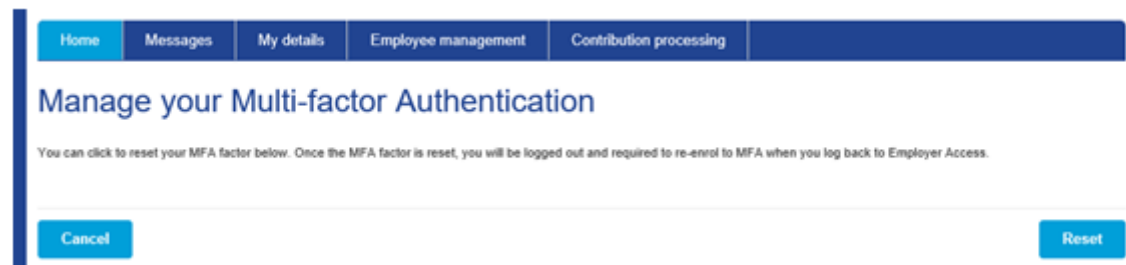 Home Messages My details Employee management Contribution processing
Manage your Multi-factor Authentication
You can click to reset your MFA factor below. Once the MFA factor is reset, you will be logged out and required to re-enrol to MFA when you log back to Employer Access.
Cancel Reset